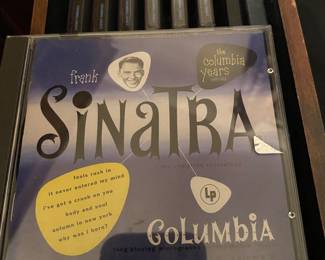 frank
the
columbia
years
SINATRA
fools rush in
it never entered my mind
i've got a crush on you
body and soul
autumn in new york
why was i born?
LP
COLUMBIA